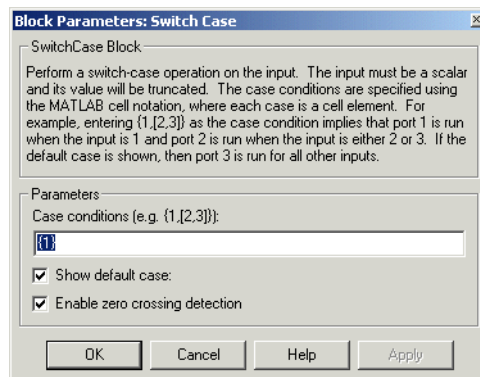 Block Parameters: Switch Case
SwitchCase Block
Perform a switch-case operation on the input. The input must be a scalar
and its value will be truncated. The case conditions are specified using
the MATLAB cell notation, where each case is a cell element. For
example, entering {1,[2,3]} as the case condition implies that port 1 is run
when the input is 1 and port 2 is run when the input is either 2 or 3. If the
default case is shown, then port 3 is run for all other inputs.
Parameters
Case conditions (e.g. {1,[2,3]}):
{1}
Show default case:
Enable zero crossing detection
OK Cancel Help Apply